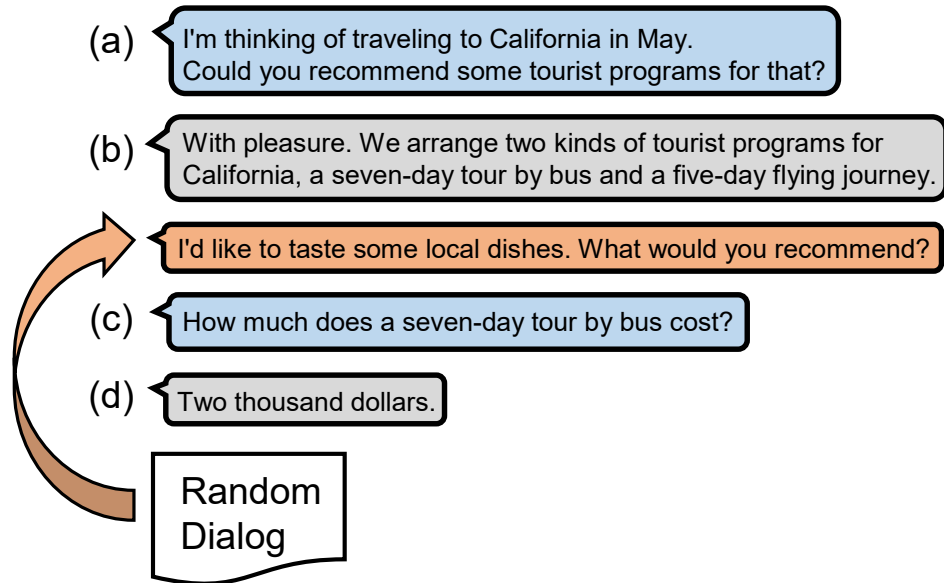 (a)
I'm thinking of traveling to California in May.
Could you recommend some tourist programs for that?
(b)
With pleasure. We arrange two kinds of tourist programs for
California, a seven-day tour by bus and a five-day flying journey.
I'd like to taste some local dishes. What would you recommend?
(c)
How much does a seven-day tour by bus cost?
(d)
Two thousand dollars.
Random
Dialog